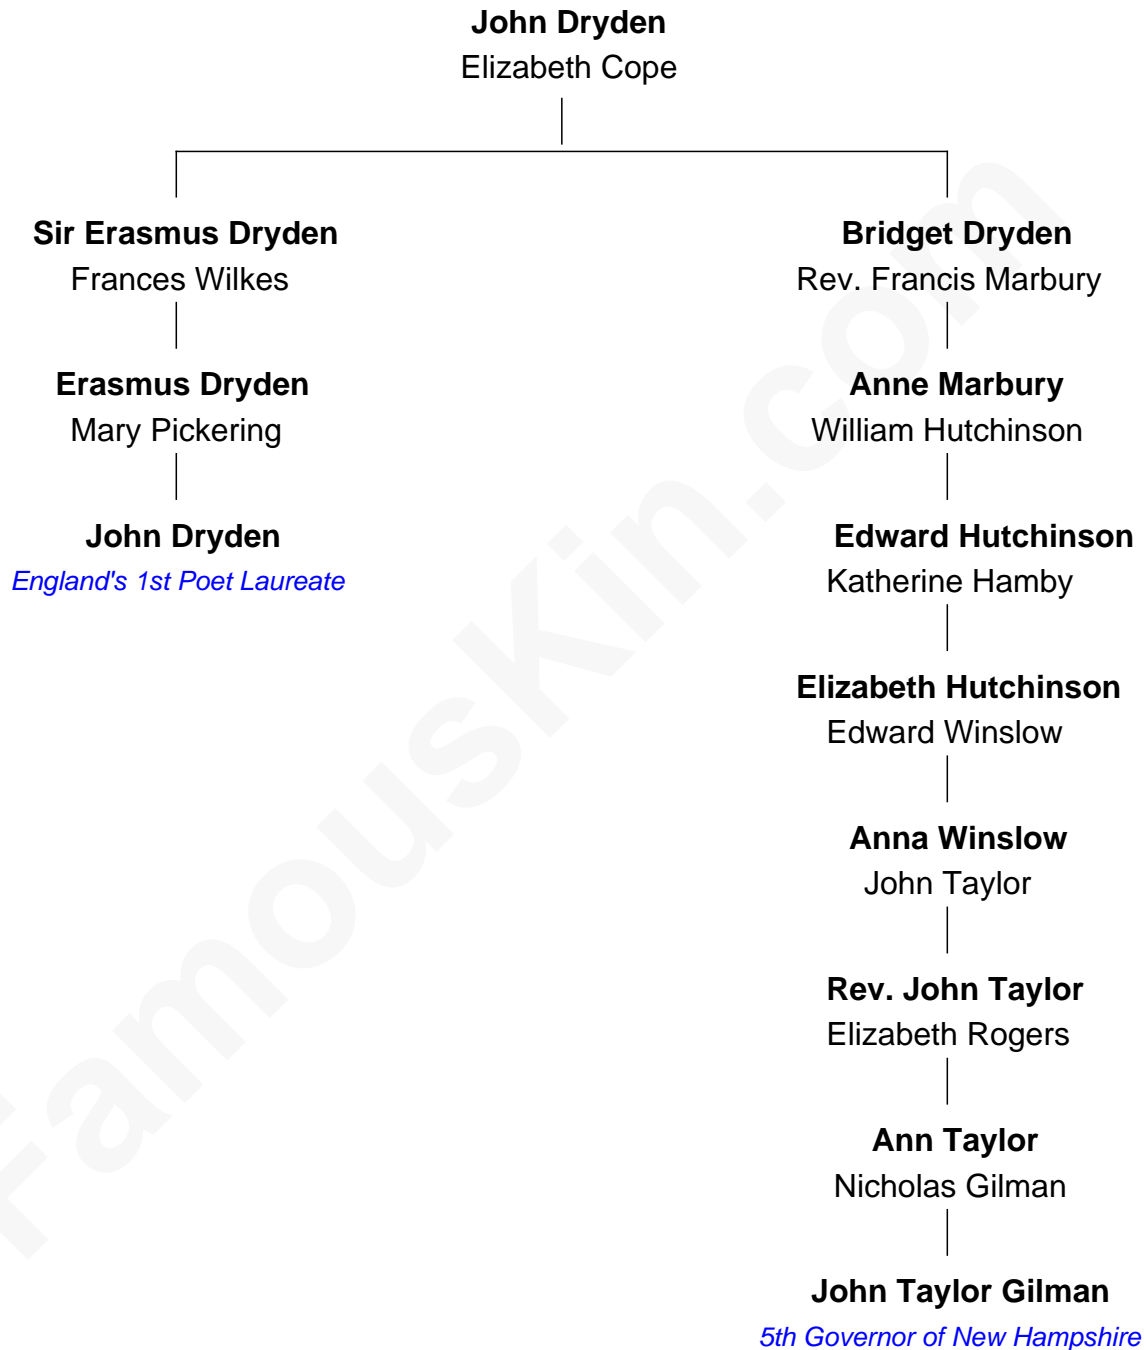 John Dryden
Elizabeth Cope
Sir Erasmus Dryden
Frances Wilkes
Erasmus Dryden
Mary Pickering
John Dryden
England's 1st Poet Laureate
Bridget Dryden
Rev. Francis Marbury
Anne Marbury
William Hutchinson
Edward Hutchinson
Katherine Hamby
Elizabeth Hutchinson
Edward Winslow
Anna Winslow
John Taylor
Rev. John Taylor
Elizabeth Rogers
Ann Taylor
Nicholas Gilman
John Taylor Gilman
5th Governor of New Hampshire
FamousKin.com